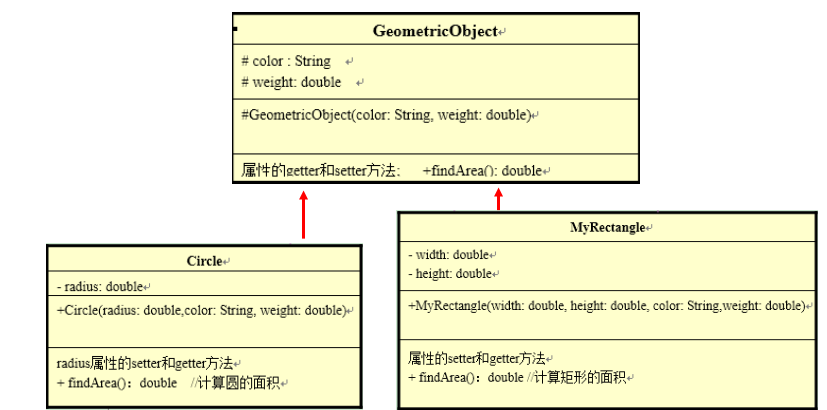 GeometricObject
# color : String
# weight: double
#GeometricObject(color: String, weight: double)
属性的getter和setter方法; +findArea(): double
Circle
- radius: double
+Circle(radius: double,color: String, weight: double)
radius属性的setter和getter方法
+ findArea()：double //计算圆的面积
MyRectangle
- width: double
- height: double
+MyRectangle(width: double, height: double, color: String,weight: double)
属性的setter和getter方法
+ findArea()：double //计算矩形的面积